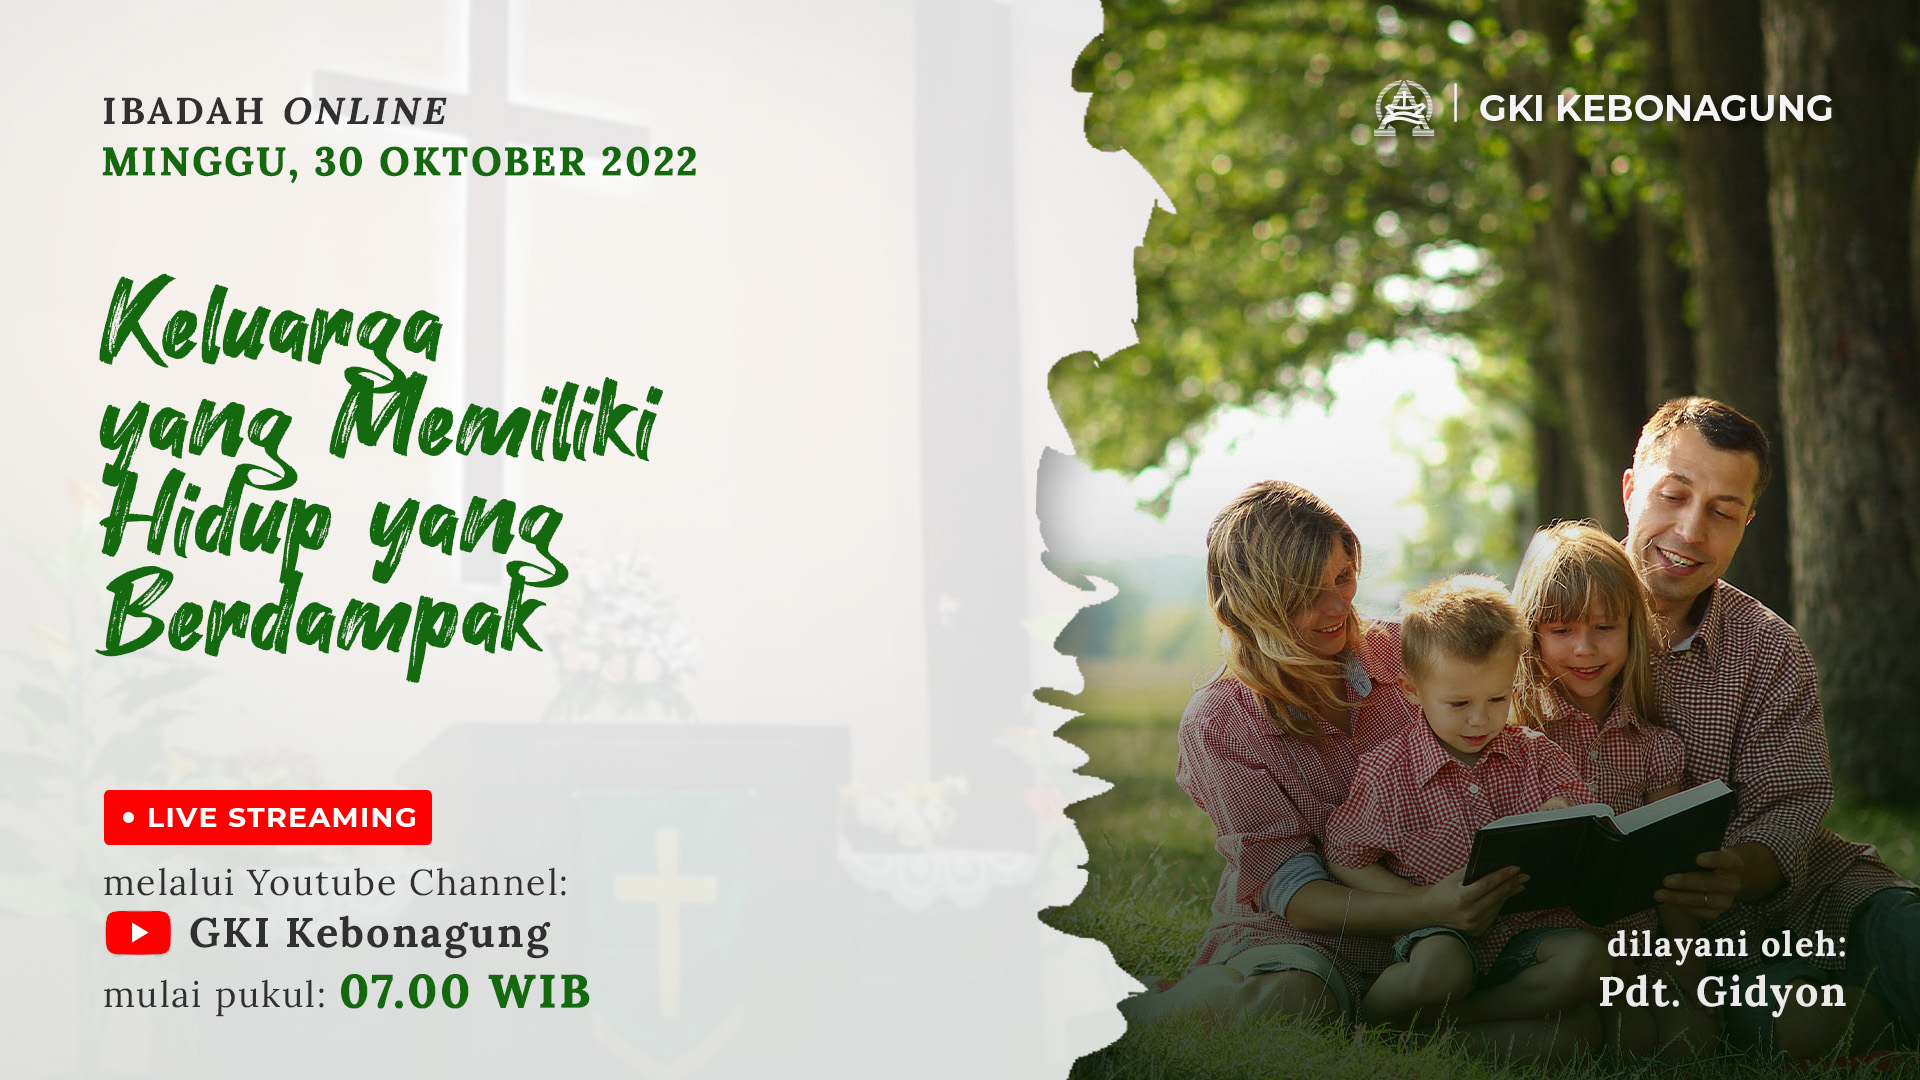 IBADAH ONLINE
MINGGU, 30 OKTOBER 2022
GKI KEBONAGUNG
Keluarga
yang Memiliki
Hidup yang
Berdampak
• LIVE STREAMING
melalui Youtube Channel:
GKI Kebonagung
mulai pukul: 07.00 WIB
dilayani oleh:
Pdt. Gidyon